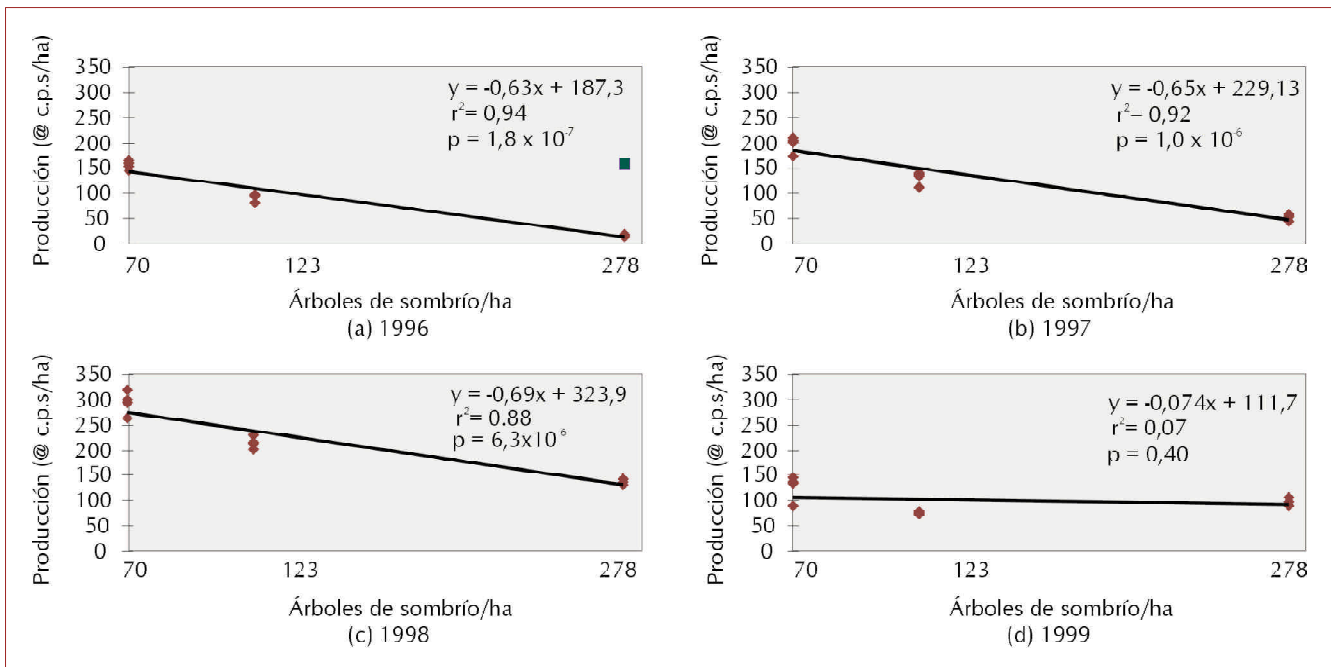 Producción (@ c.p.s/ha)
350
300
250
200
150
100
50
0
y = -0,63x + 187,3
r²= 0,94
p = 1,8 x 10⁻⁷
70 123 278
Árboles de sombrío/ha
(a) 1996
Producción (@ c.p.s/ha)
350
300
250
200
150
100
50
0
y = -0,65x + 229,13
r²– 0,92
p = 1,0 x 10⁻⁶
70 123 278
Árboles de sombrío/ha
(b) 1997
Producción (@ c.p.s/ha)
350
300
250
200
150
100
50
0
y = -0,69x + 323,9
r²= 0.88
p = 6,3x10⁻⁶
70 123 278
Árboles de sombrío/ha
(c) 1998
Producción (@ c.p.s/ha)
350
300
250
200
150
100
50
0
y = -0,074x + 111,7
r²= 0,07
p = 0,40
70 123 278
Árboles de sombrío/ha
(d) 1999